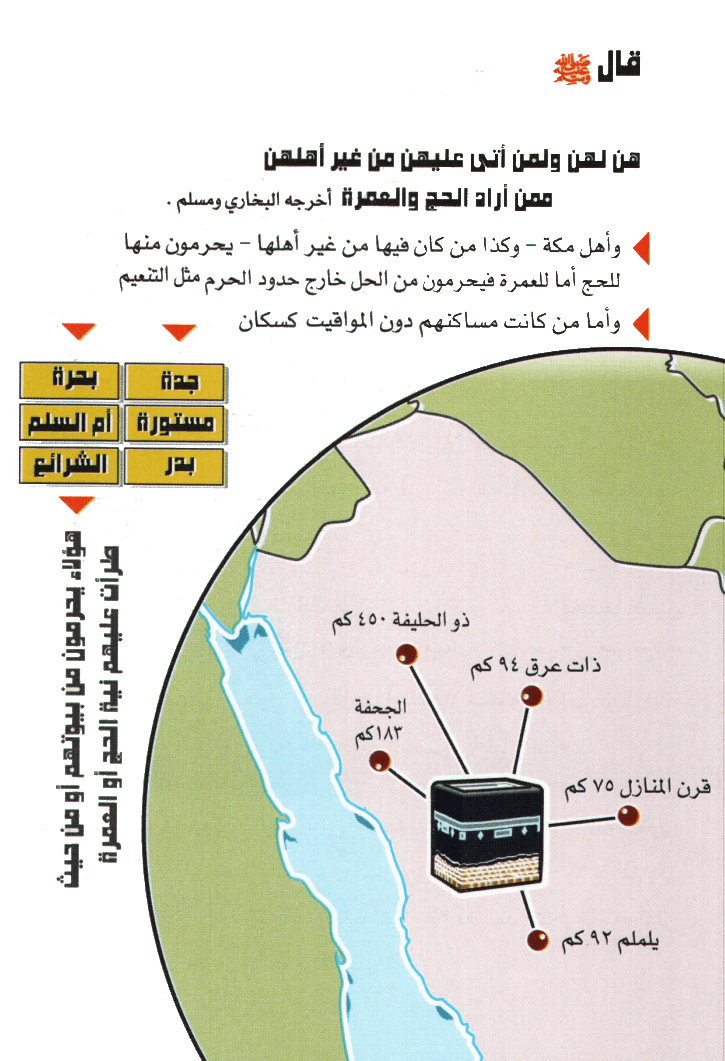 قال ﷺ
هن لهن ولمن أتى عليهن من غير أهلهن
ممن أراد الحج والعمرة أخرجه البخاري ومسلم .
وأهل مكة - وكذا من كان فيها من غير أهلها - يحرمون منها
للحج أما للعمرة فيحرمون من الحل خارج حدود الحرم مثل التنعيم
وأما من كانت مساكنهم دون المواقيت كسكان
جدة
بحرة
مستورة
أم السلم
بدر
الشرائع
هؤلاء يحرمون من بيوتهم أو من حيث
طرأت عليهم نية الحج أو العمرة
ذو الحليفة ٤٥٠ كم
ذات عرق ٩٤ كم
الجحفة
١٨٣كم
قرن المنازل ٧٥ كم
يلملم ٩٢ كم